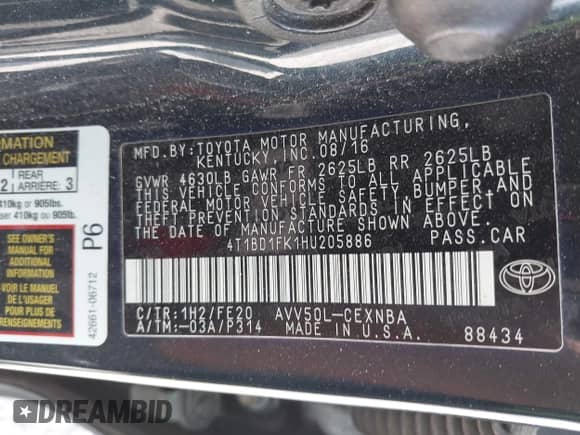 MFD.BY:TOYOTA MOTOR MANUFACTURING,
KENTUCKY, INC. 08/16
GVWR 4630LB GAWR FR 2625LB RR 2625LB
THIS VEHICLE CONFORMS TO ALL APPLICABLE
FEDERAL MOTOR VEHICLE SAFETY, BUMPER, AND
THEFT PREVENTION STANDARDS IN EFFECT ON
THE DATE OF MANUFACTURE SHOWN ABOVE.
4T1BD1FK1HU205886 PASS.CAR
C/TR:1H2/FE20 AVV50L-CEXNBA
A/TM:-03A/P314 MADE IN U.S.A.
88434
TOYOTA
RMATION
CHARGEMENT
2 REAR
ARRIÈRE: 3
410kg or 905lbs.
ser 410kg ou 905lb.
SEE OWNER'S
MANUAL FOR
ADDITIONAL
INFORMATION
VOIR LE MANUEL
DE L'USAGER
POUR PLUS DE
P6
42661-06712
DREAMBID